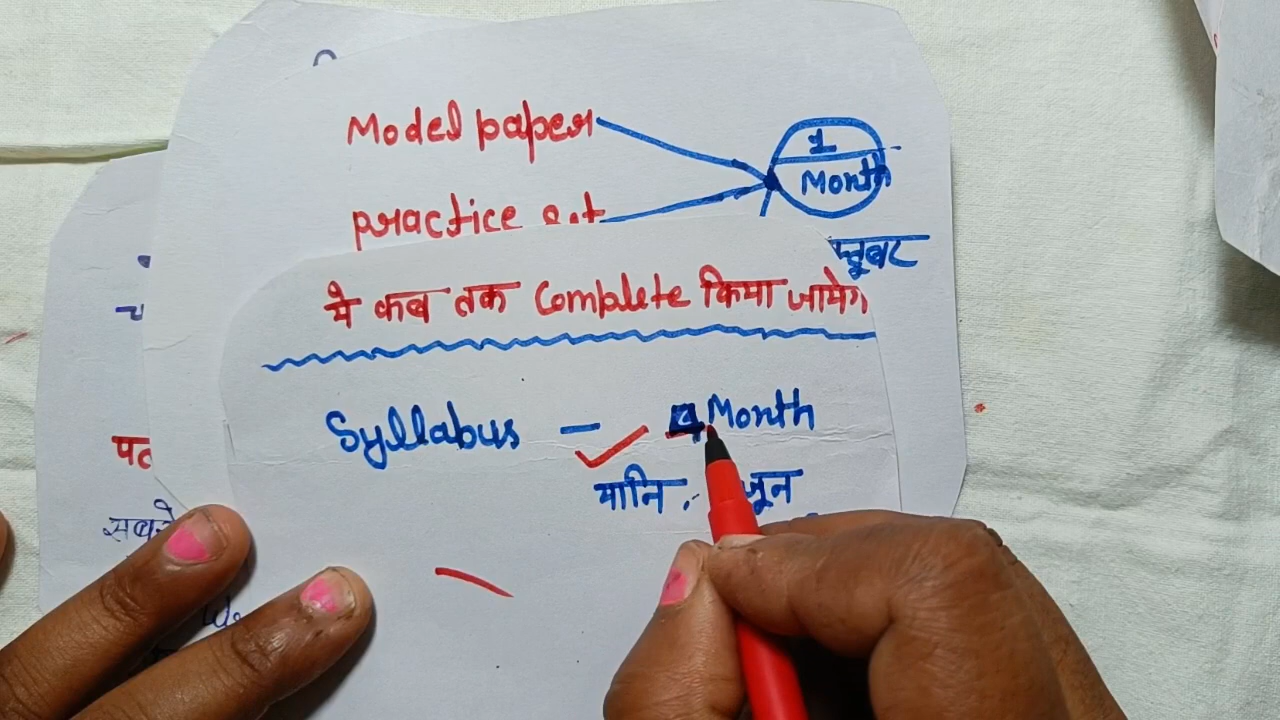 Model paper
1
Month
practice set
ये कब तक Complete किया जायेगा
Syllabus - 4 Month
यानि जून